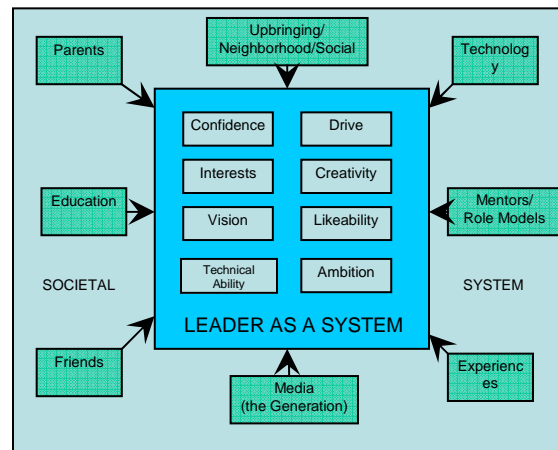 Parents
Upbringing/
Neighborhood/Social
Technolog
y
Confidence
Drive
Interests
Creativity
Education
Vision
Likeability
Mentors/
Role Models
Technical
Ability
Ambition
SOCIETAL
SYSTEM
LEADER AS A SYSTEM
Friends
Media
(the Generation)
Experienc
es